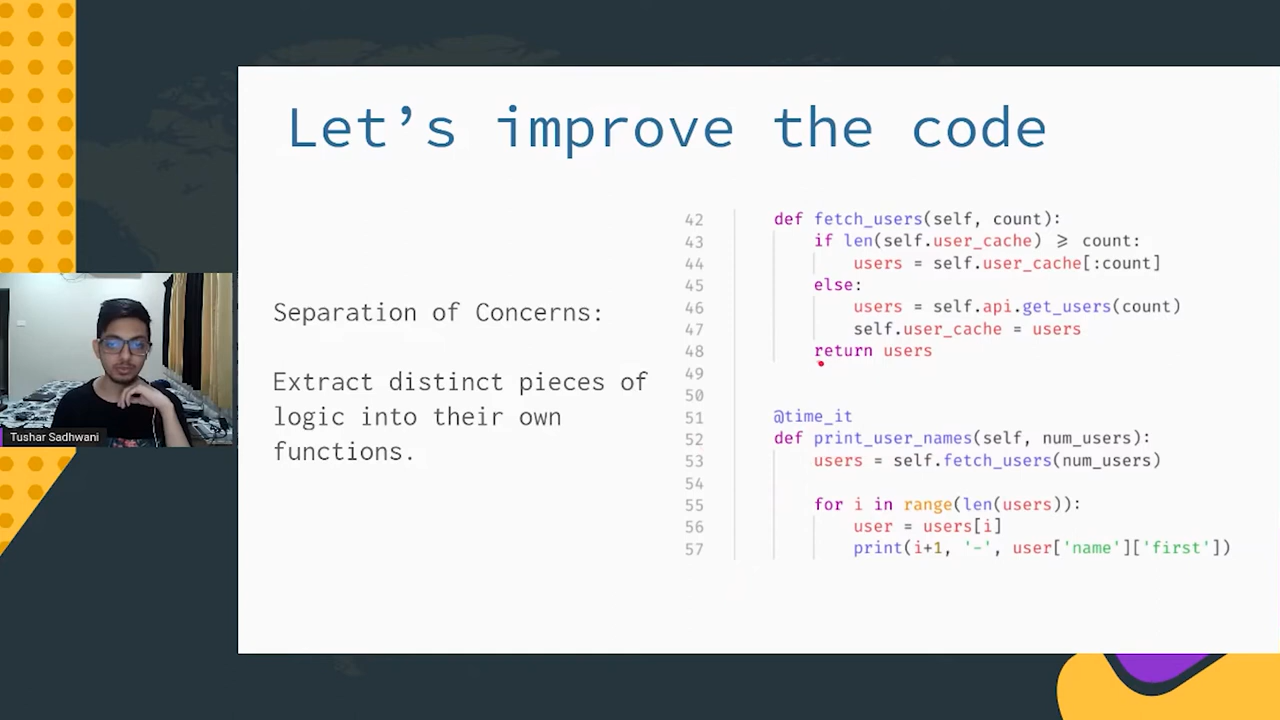 Let’s improve the code
Separation of Concerns:
Extract distinct pieces of
logic into their own
functions.
42 def fetch_users(self, count):
43 if len(self.user_cache) ⩾ count:
44 users = self.user_cache[:count]
45 else:
46 users = self.api.get_users(count)
47 self.user_cache = users
48 return users
49
50
51 @time_it
52 def print_user_names(self, num_users):
53 users = self.fetch_users(num_users)
54
55 for i in range(len(users)):
56 user = users[i]
57 print(i+1, '-', user['name']['first'])
Tushar Sadhwani